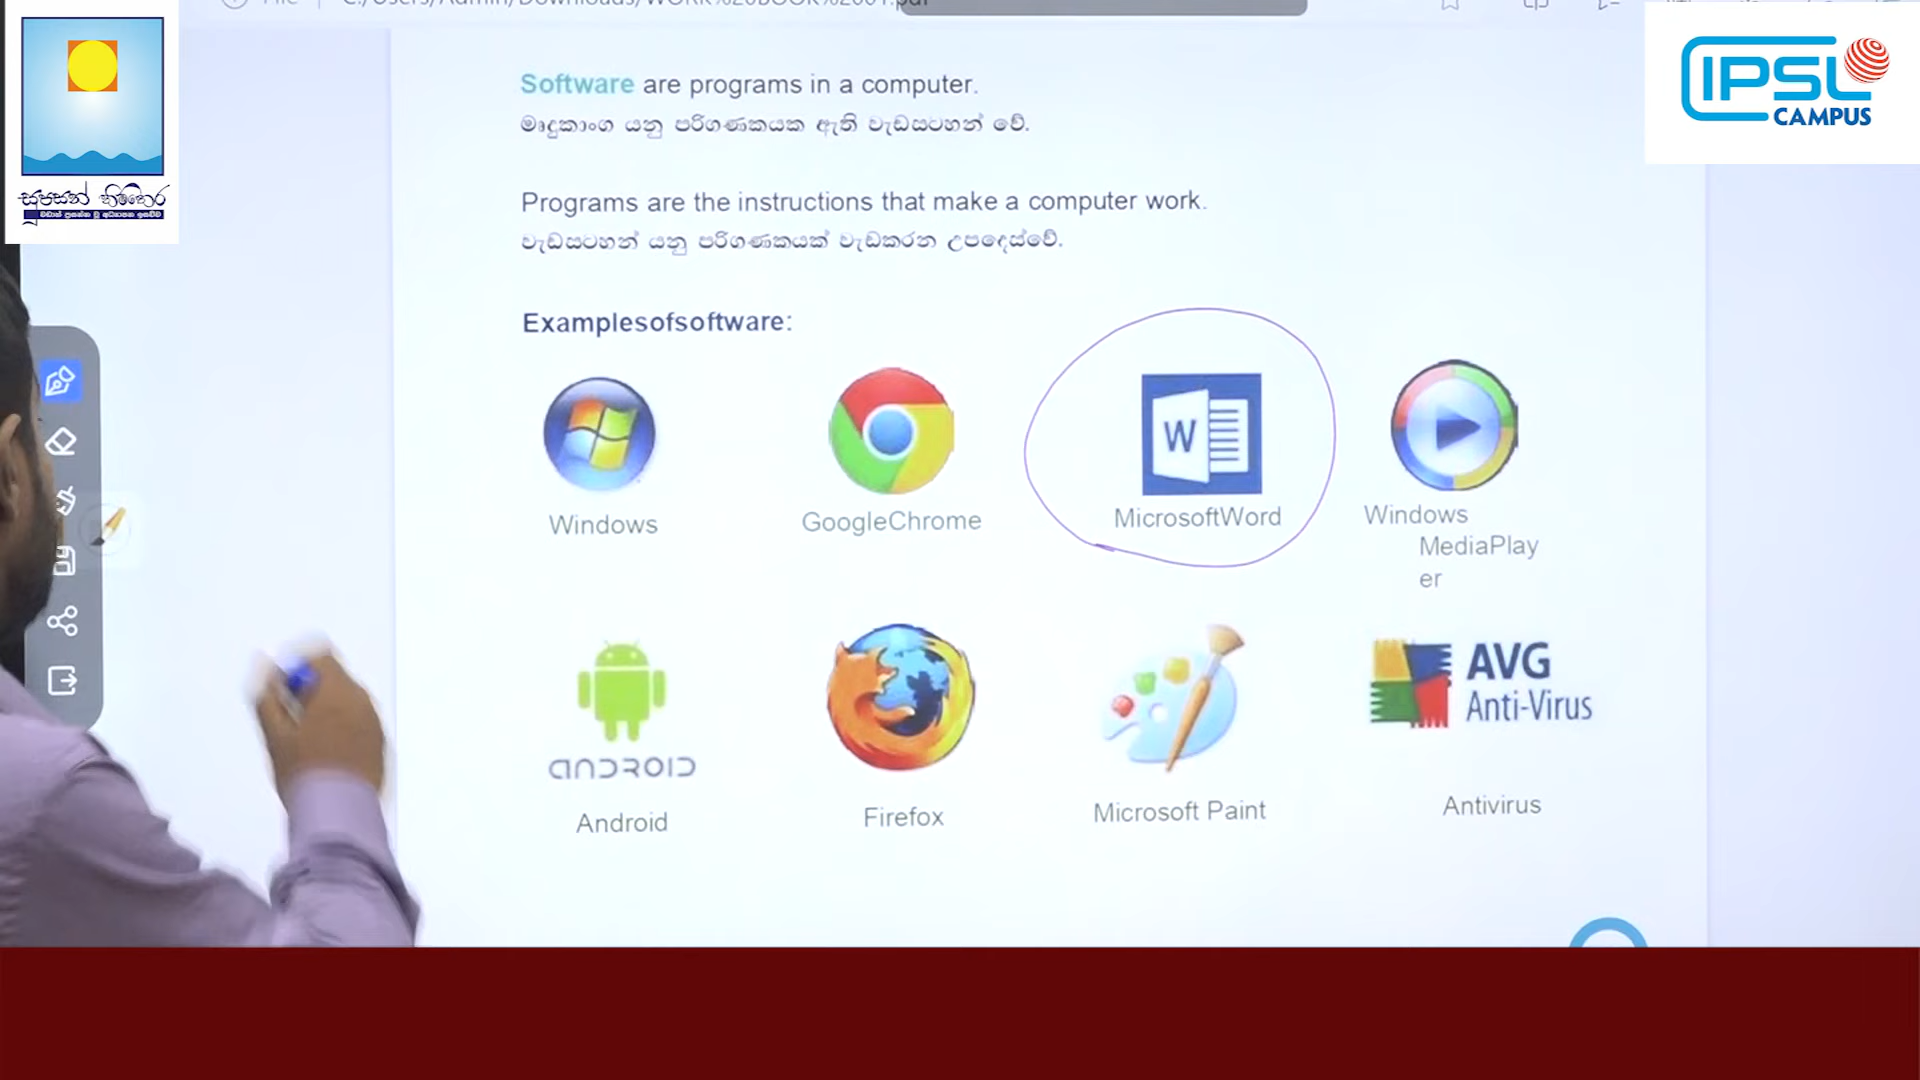 Software are programs in a computer.
මෘදුකාංග යනු පරිගණකයක ඇති වැඩසටහන් වේ.
Programs are the instructions that make a computer work.
වැඩසටහන් යනු පරිගණකයක් වැඩකරන උපදෙස්වේ.
Examplesofsoftware:
Windows
GoogleChrome
W
MicrosoftWord
Windows
MediaPlay
er
ANDROID
Android
Firefox
Microsoft Paint
AVG
Anti-Virus
Antivirus
IPSL
CAMPUS